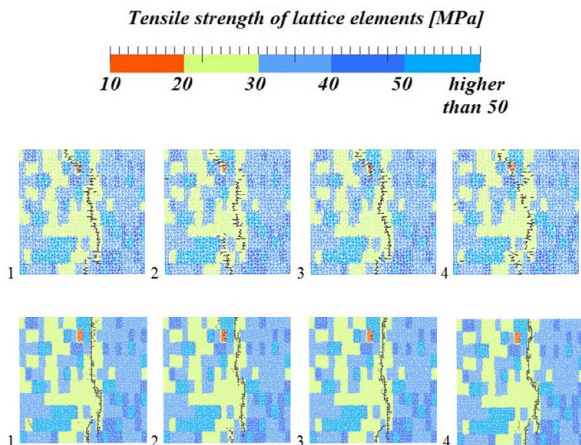 Tensile strength of lattice elements [MPa]
10 20 30 40 50 higher
than 50
1 2 3 4
1 2 3 4